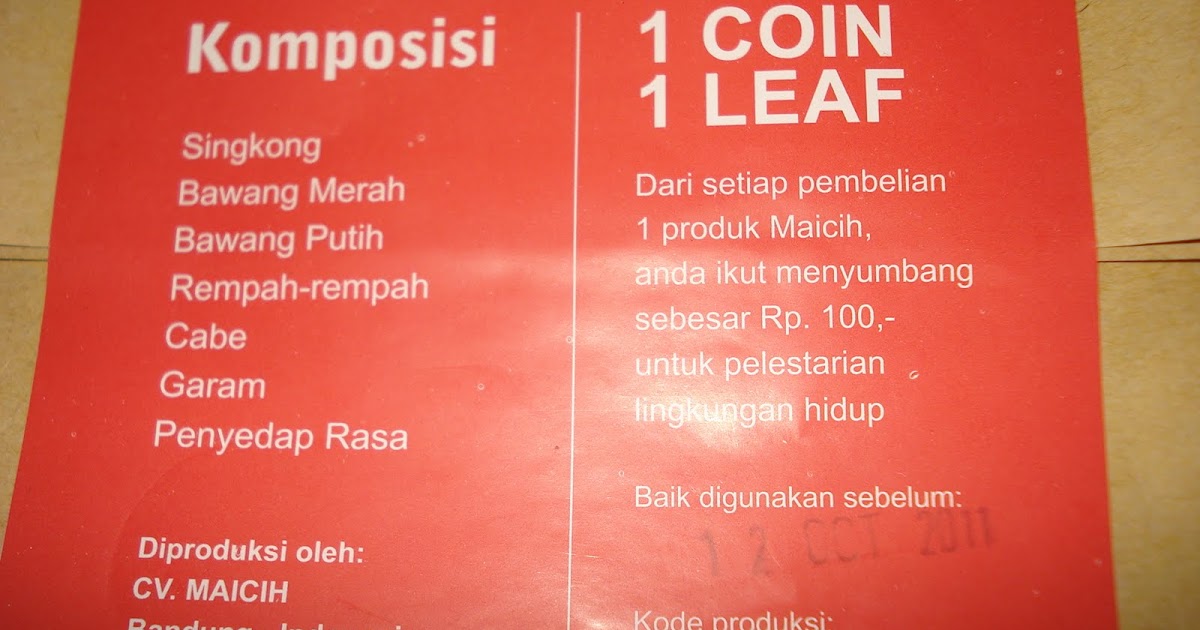 Komposisi
Singkong
Bawang Merah
Bawang Putih
Rempah-rempah
Cabe
Garam
Penyedap Rasa
Diproduksi oleh:
CV. MAICIH
1 COIN
1 LEAF
Dari setiap pembelian
1 produk Maicih,
anda ikut menyumbang
sebesar Rp. 100,-
untuk pelestarian
lingkungan hidup
Baik digunakan sebelum:
12 OCT 2011
Kode produksi: